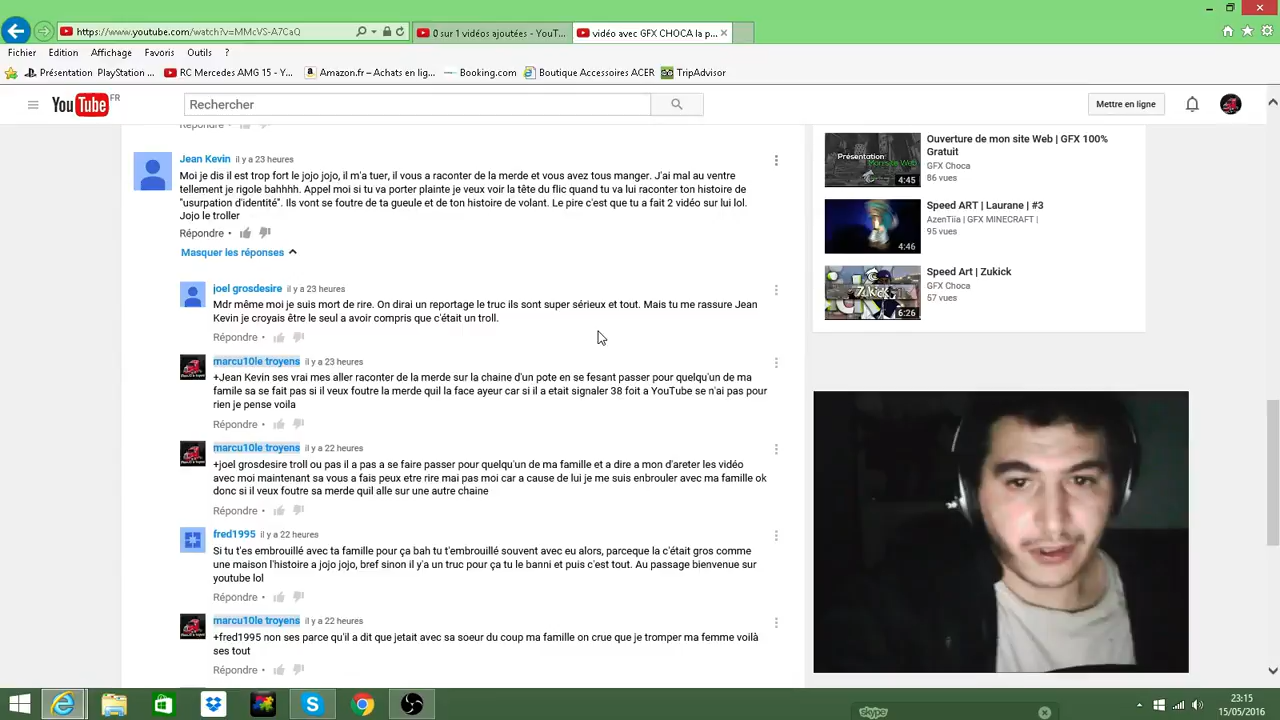 https://www.youtube.com/watch?v=MMcVS-A7CaQ
0 sur 1 vidéos ajoutées - YouT...
vidéo avec GFX CHOCA la p...
Fichier Edition Affichage Favoris Outils ?
Présentation PlayStation ...
RC Mercedes AMG 15 - Y...
Amazon.fr – Achats en lig...
Booking.com
Boutique Accessoires ACER
TripAdvisor
YouTube FR
Rechercher
Mettre en ligne
Répondre •
Jean Kevin il y a 23 heures
Moi je dis il est trop fort le jojo jojo, il m'a tuer, il vous a raconter de la merde et vous avez tous manger. J'ai mal au ventre
tellement je rigole bahhhh. Appel moi si tu va porter plainte je veux voir la tête du flic quand tu va lui raconter ton histoire de
"usurpation d'identité". Ils vont se foutre de ta gueule et de ton histoire de volant. Le pire c'est que tu a fait 2 vidéo sur lui lol.
Jojo le troller
Répondre •
Masquer les réponses
joel grosdesire il y a 23 heures
Mdr même moi je suis mort de rire. On dirai un reportage le truc ils sont super sérieux et tout. Mais tu me rassure Jean
Kevin je croyais être le seul a avoir compris que c'était un troll.
Répondre •
marcu10le troyens il y a 23 heures
+Jean Kevin ses vrai mes aller raconter de la merde sur la chaine d'un pote en se fesant passer pour quelqu'un de ma
famile sa se fait pas si il veux foutre la merde quil la face ayeur car si il a etait signaler 38 foit a YouTube se n'ai pas pour
rien je pense voila
Répondre •
marcu10le troyens il y a 22 heures
+joel grosdesire troll ou pas il a pas a se faire passer pour quelqu'un de ma famille et a dire a mon d'areter les vidéo
avec moi maintenant sa vous a fais peux etre rire mai pas moi car a cause de lui je me suis enbrouler avec ma famille ok
donc si il veux foutre sa merde quil alle sur une autre chaine
Répondre •
fred1995 il y a 22 heures
Si tu t'es embrouillé avec ta famille pour ça bah tu t'embrouillé souvent avec eu alors, parceque la c'était gros comme
une maison l'histoire a jojo jojo, bref sinon il y'a un truc pour ça tu le banni et puis c'est tout. Au passage bienvenue sur
youtube lol
Répondre •
marcu10le troyens il y a 22 heures
+fred1995 non ses parce qu'il a dit que jetait avec sa soeur du coup ma famille on crue que je tromper ma femme voilà
ses tout
Répondre •
Présentation
4:45
Ouverture de mon site Web | GFX 100%
Gratuit
GFX Choca
86 vues
4:46
Speed ART | Laurane | #3
AzenTiia | GFX MINECRAFT |
95 vues
Zukick
6:26
Speed Art | Zukick
GFX Choca
57 vues
skype
23:15
15/05/2016